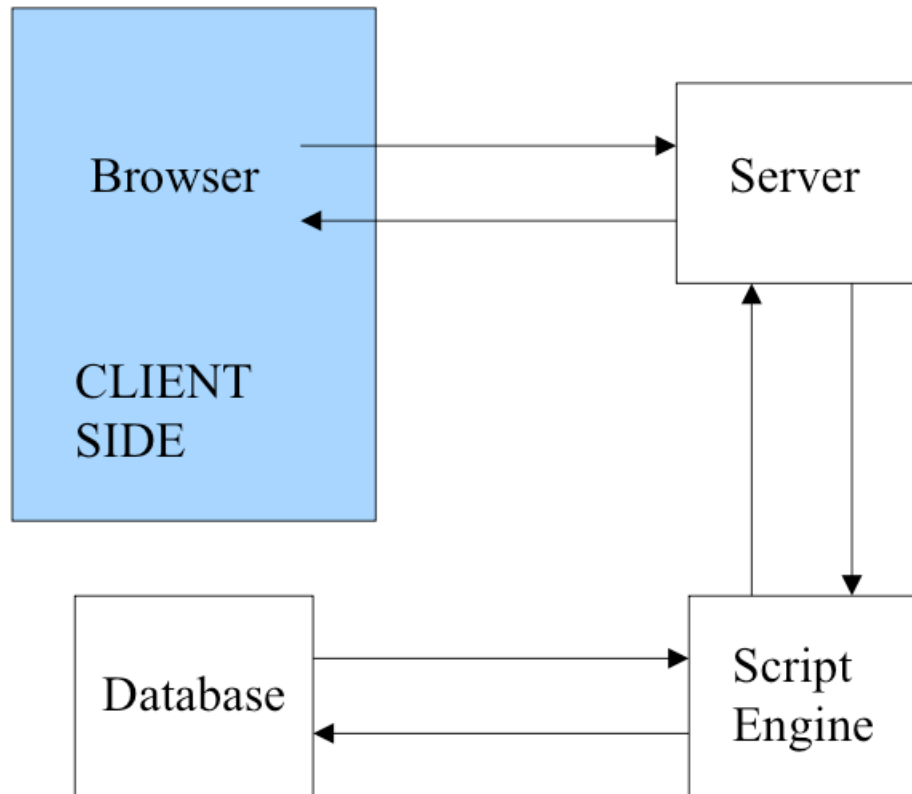 Browser
Server
CLIENT
SIDE
Database
Script
Engine